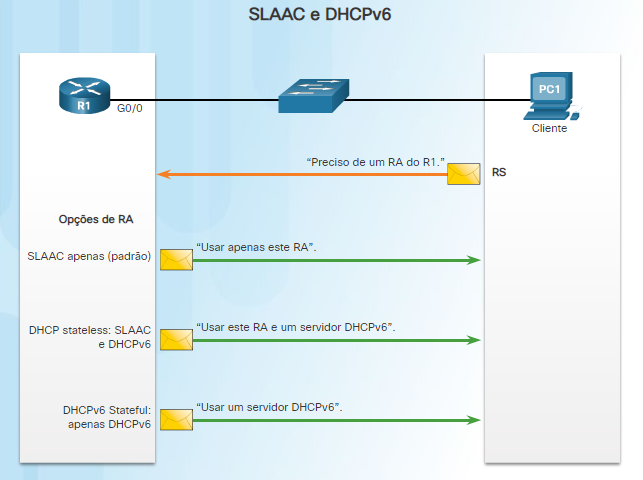 SLAAC e DHCPv6
R1
G0/0
PC1
Cliente
“Preciso de um RA do R1.”
RS
Opções de RA
SLAAC apenas (padrão)
“Usar apenas este RA”.
DHCP stateless: SLAAC
e DHCPv6
“Usar este RA e um servidor DHCPv6”.
DHCPv6 Stateful:
apenas DHCPv6
“Usar um servidor DHCPv6”.